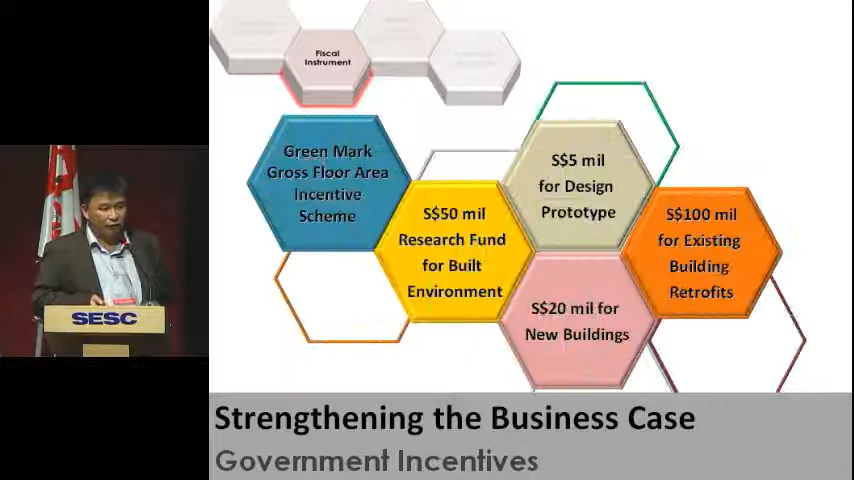 Fiscal
Instrument
Green Mark
Gross Floor Area
Incentive
Scheme
S$50 mil
Research Fund
for Built
Environment
S$5 mil
for Design
Prototype
S$20 mil for
New Buildings
S$100 mil
for Existing
Building
Retrofits
SESC
Strengthening the Business Case
Government Incentives